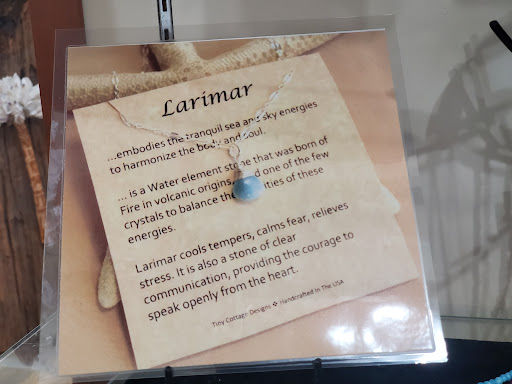 Larimar
...embodies the tranquil sea and sky energies
to harmonize the body and soul.
... is a Water element stone that was born of
Fire in volcanic origins, and one of the few
crystals to balance the ities of these
energies.
Larimar cools tempers, calms fear, relieves
stress. It is also a stone of clear
communication, providing the courage to
speak openly from the heart.
Tiny Cottage Designs ❖ Handcrafted In The USA